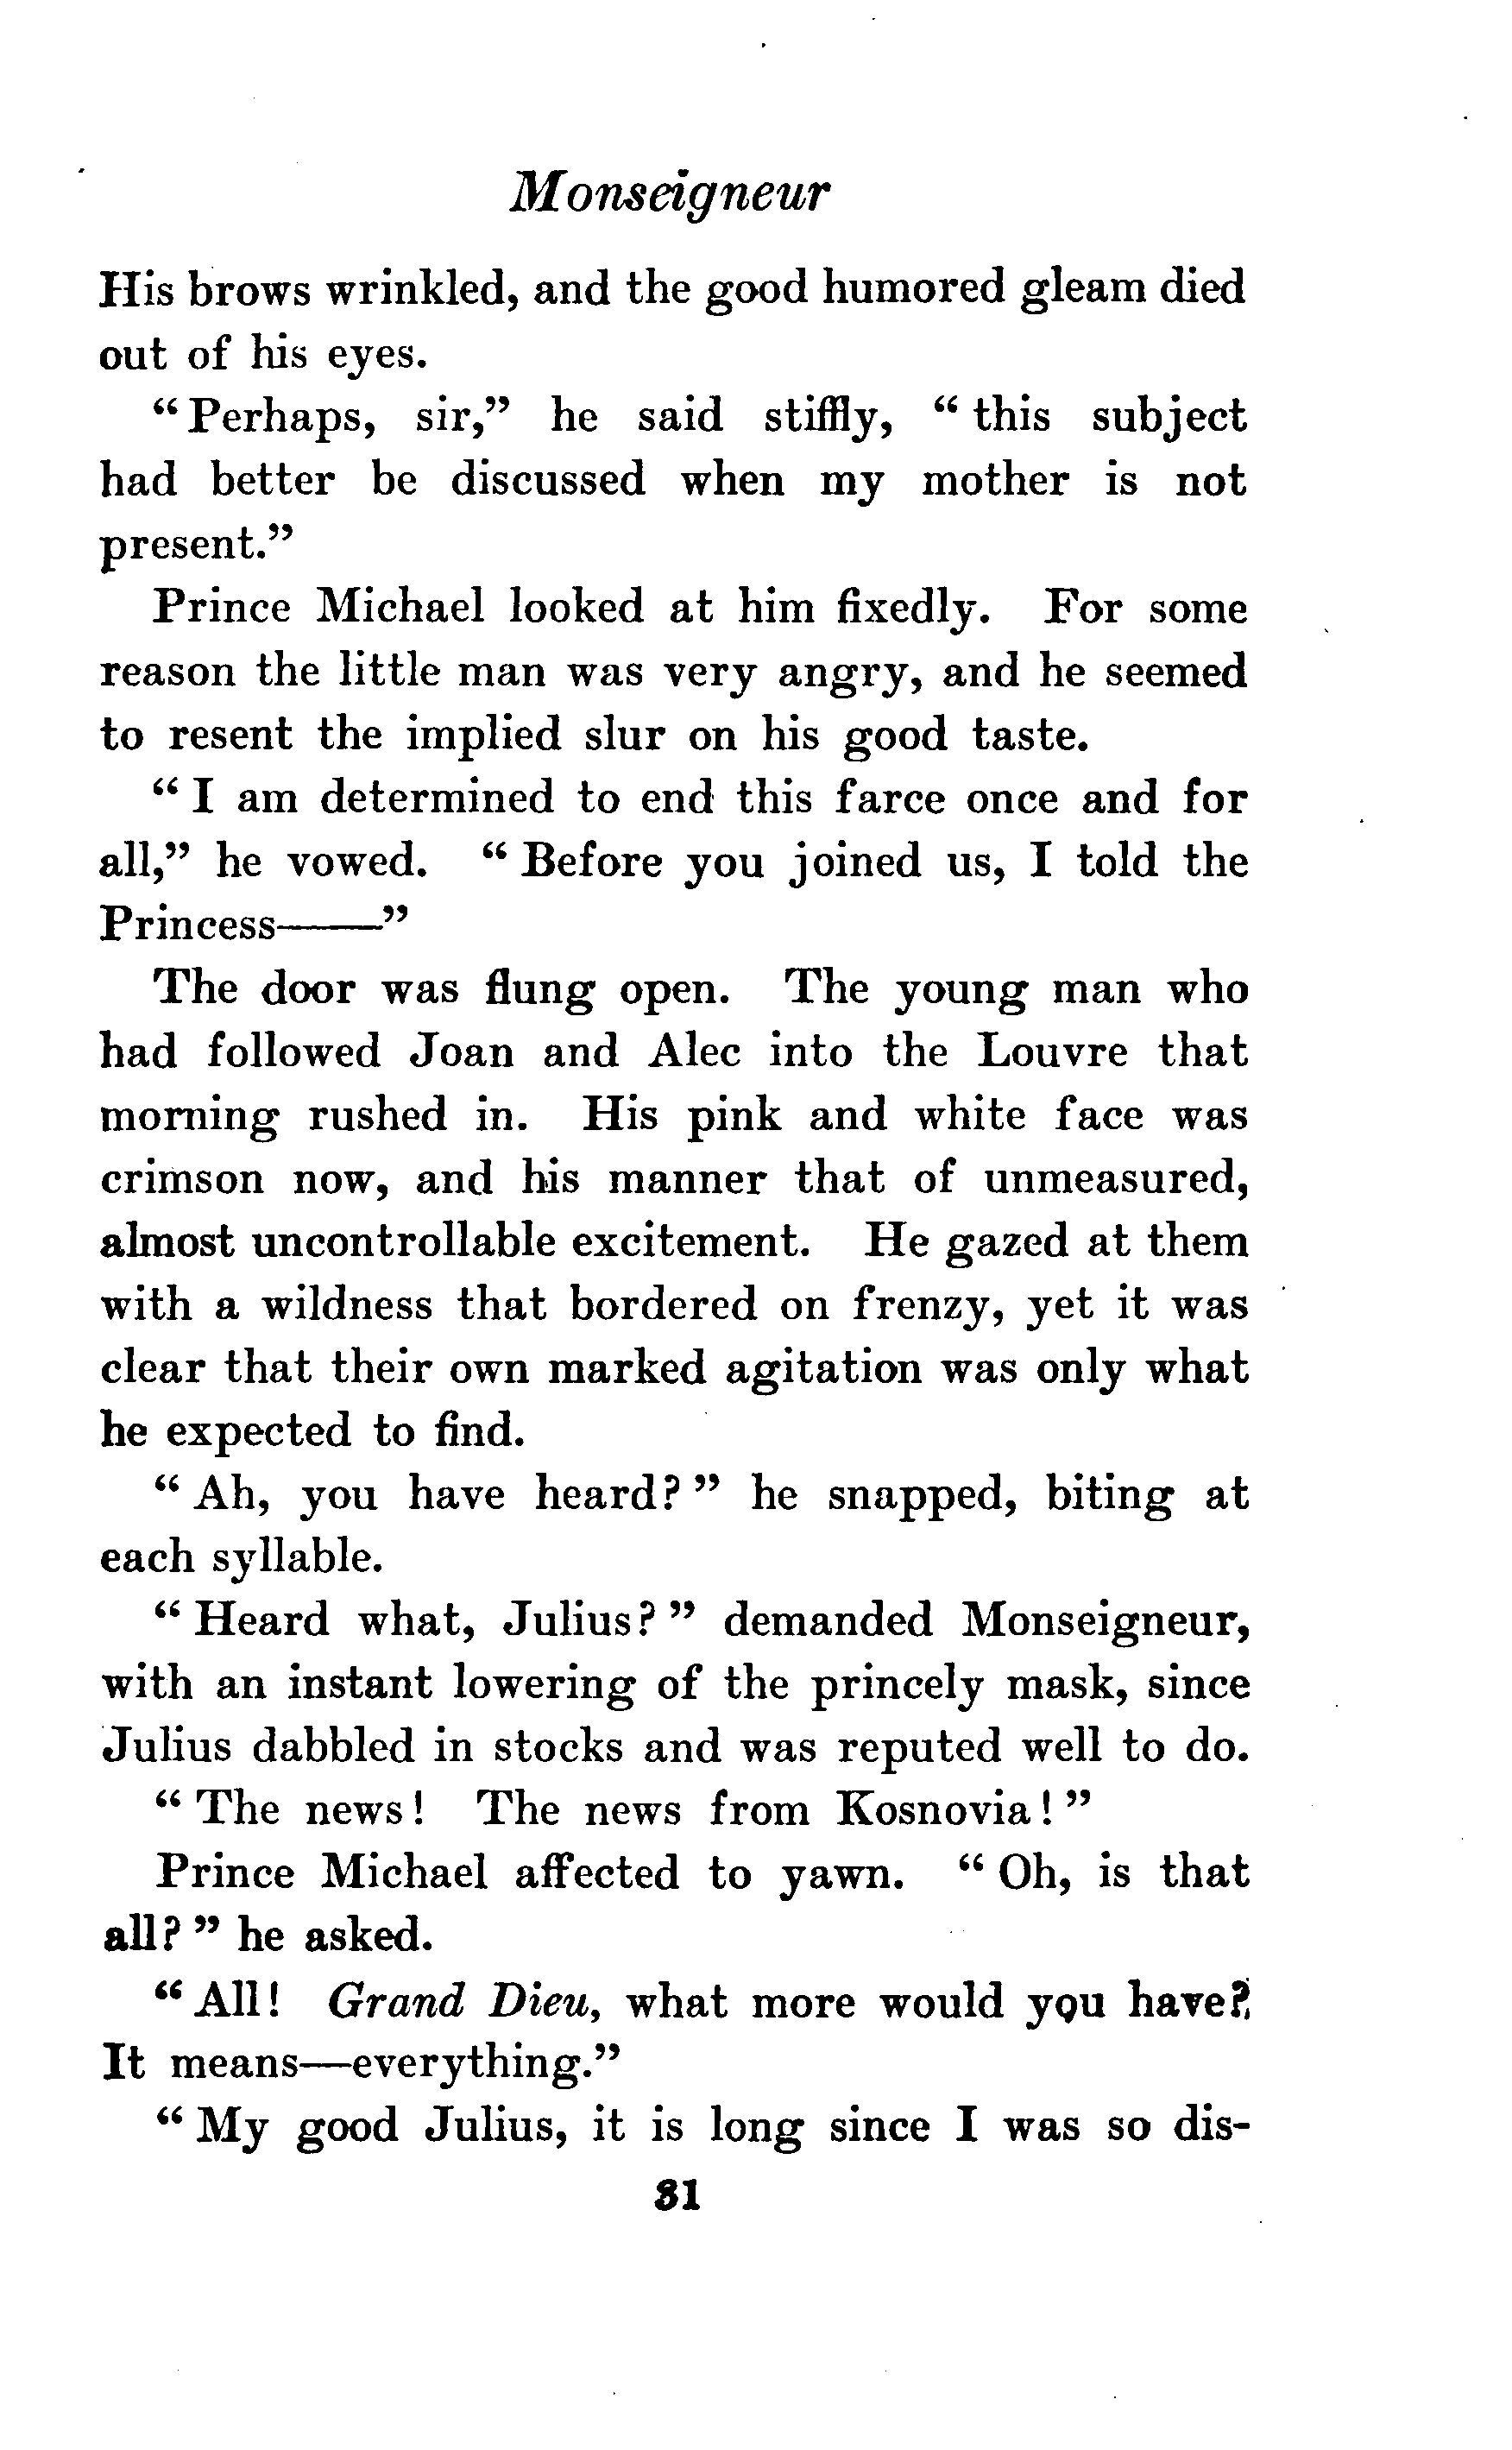 Monseigneur
His brows wrinkled, and the good humored gleam died
out of his eyes.
“Perhaps, sir,” he said stiffly, “this subject
had better be discussed when my mother is not
present.”
Prince Michael looked at him fixedly. For some
reason the little man was very angry, and he seemed
to resent the implied slur on his good taste.
“I am determined to end this farce once and for
all,” he vowed. “Before you joined us, I told the
Princess——”
The door was flung open. The young man who
had followed Joan and Alec into the Louvre that
morning rushed in. His pink and white face was
crimson now, and his manner that of unmeasured,
almost uncontrollable excitement. He gazed at them
with a wildness that bordered on frenzy, yet it was
clear that their own marked agitation was only what
he expected to find.
“Ah, you have heard?” he snapped, biting at
each syllable.
“Heard what, Julius?” demanded Monseigneur,
with an instant lowering of the princely mask, since
Julius dabbled in stocks and was reputed well to do.
“The news! The news from Kosnovia!”
Prince Michael affected to yawn. “Oh, is that
all?” he asked.
“All! Grand Dieu, what more would you have?
It means—everything.”
“My good Julius, it is long since I was so dis-
31